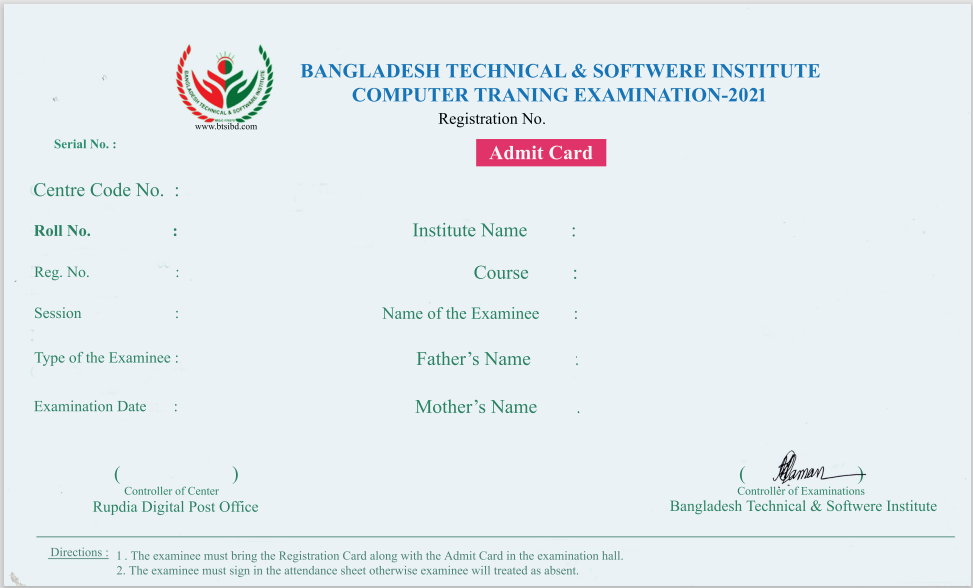 BANGLADESH TECHNICAL & SOFTWERE INSTITUTE
COMPUTER TRANING EXAMINATION-2021
BANGLADESH TECHNICAL & SOFTWARE INSTITUTE
www.btsibd.com
Registration No.
Serial No. :
Admit Card
Centre Code No. :
Roll No. :
Institute Name :
Reg. No. :
Course :
Session :
Name of the Examinee :
Type of the Examinee :
Father’s Name :
Examination Date :
Mother’s Name .
( )
( )
Controller of Center
Controller of Examinations
Rupdia Digital Post Office
Bangladesh Technical & Softwere Institute
Directions : 1 . The examinee must bring the Registration Card along with the Admit Card in the examination hall.
2. The examinee must sign in the attendance sheet otherwise examinee will treated as absent.